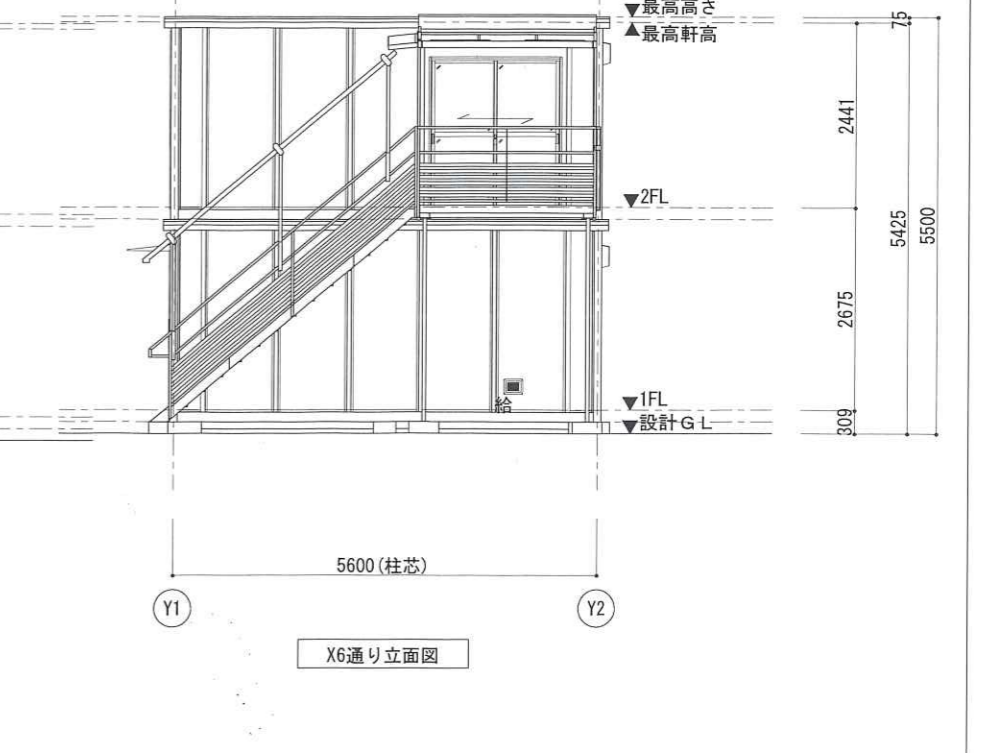 ▼最高高さ
▲最高軒高
75
2441
▼2FL
5425
5500
2675
▼1FL
給
▼設計GL
309
5600(柱芯)
Y1
Y2
X6通り立面図